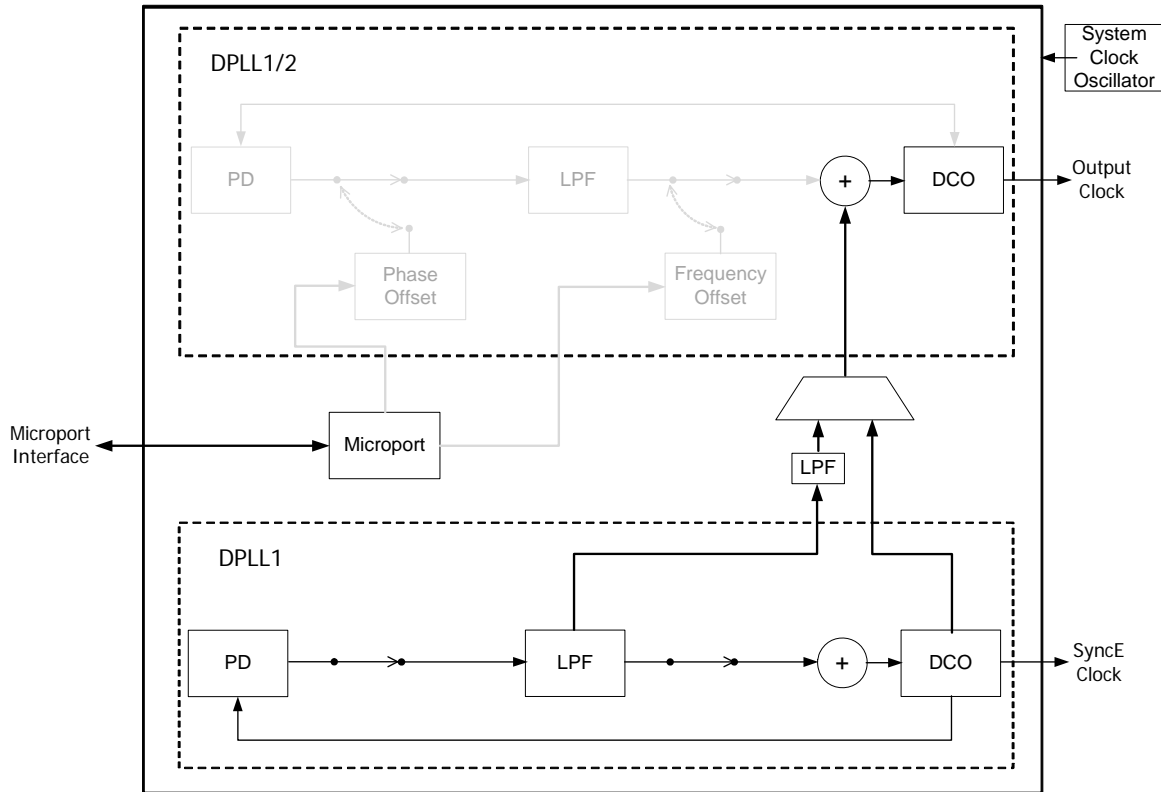 System
Clock
Oscillator
DPLL1/2
PD
LPF
+
DCO
Output
Clock
Phase
Offset
Frequency
Offset
Microport
Interface
Microport
LPF
DPLL1
PD
LPF
+
DCO
SyncE
Clock